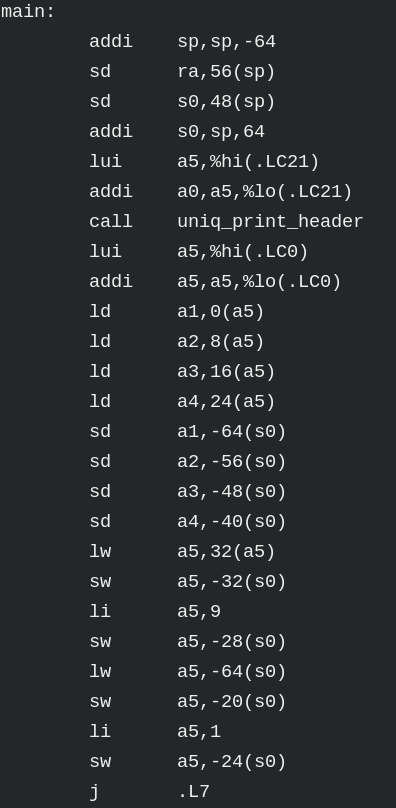 main:
addi sp,sp,-64
sd ra,56(sp)
sd s0,48(sp)
addi s0,sp,64
lui a5,%hi(.LC21)
addi a0,a5,%lo(.LC21)
call uniq_print_header
lui a5,%hi(.LC0)
addi a5,a5,%lo(.LC0)
ld a1,0(a5)
ld a2,8(a5)
ld a3,16(a5)
ld a4,24(a5)
sd a1,-64(s0)
sd a2,-56(s0)
sd a3,-48(s0)
sd a4,-40(s0)
lw a5,32(a5)
sw a5,-32(s0)
li a5,9
sw a5,-28(s0)
lw a5,-64(s0)
sw a5,-20(s0)
li a5,1
sw a5,-24(s0)
j .L7